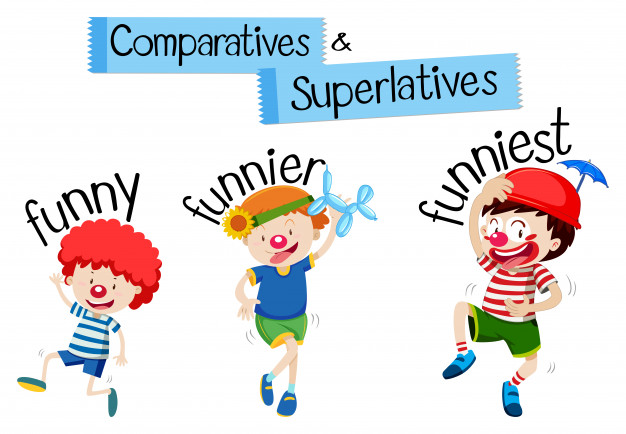 Comparatives &
Superlatives
funny
funnier
funniest